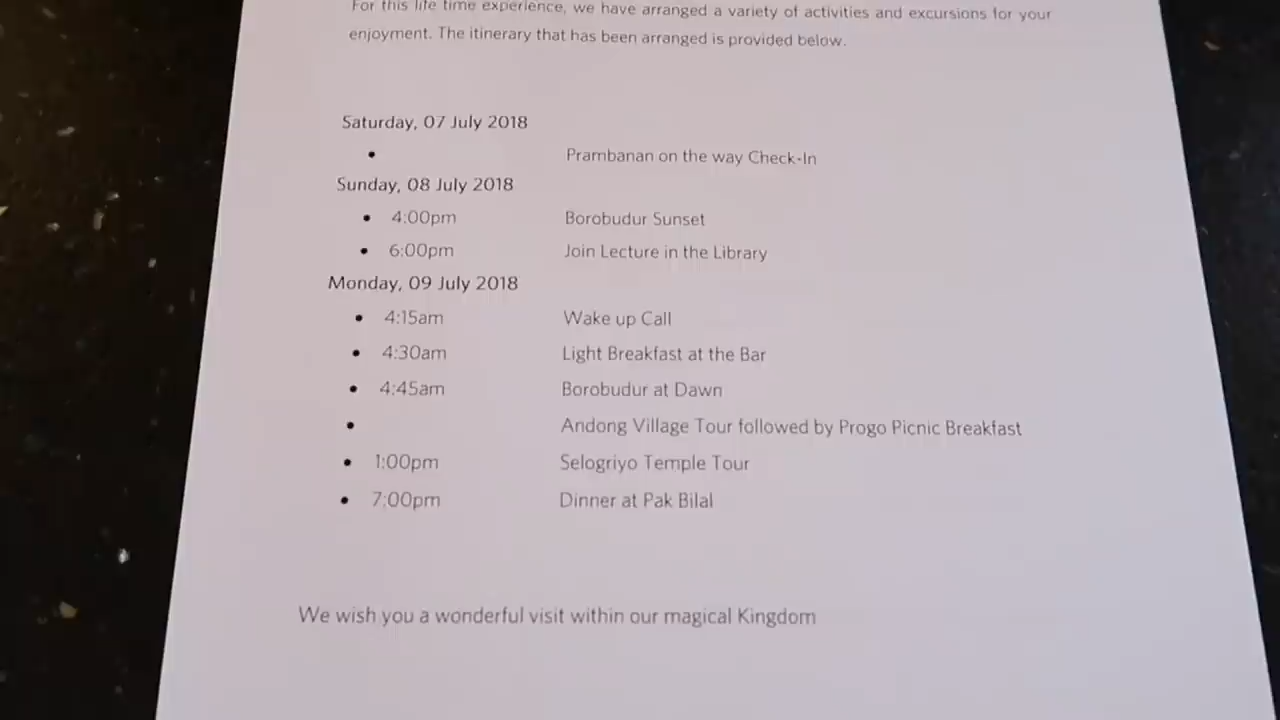 For this life time experience, we have arranged a variety of activities and excursions for your
enjoyment. The itinerary that has been arranged is provided below.
Saturday, 07 July 2018
• Prambanan on the way Check-In
Sunday, 08 July 2018
• 4:00pm Borobudur Sunset
• 6:00pm Join Lecture in the Library
Monday, 09 July 2018
• 4:15am Wake up Call
• 4:30am Light Breakfast at the Bar
• 4:45am Borobudur at Dawn
• Andong Village Tour followed by Progo Picnic Breakfast
• 1:00pm Selogriyo Temple Tour
• 7:00pm Dinner at Pak Bilal
We wish you a wonderful visit within our magical Kingdom